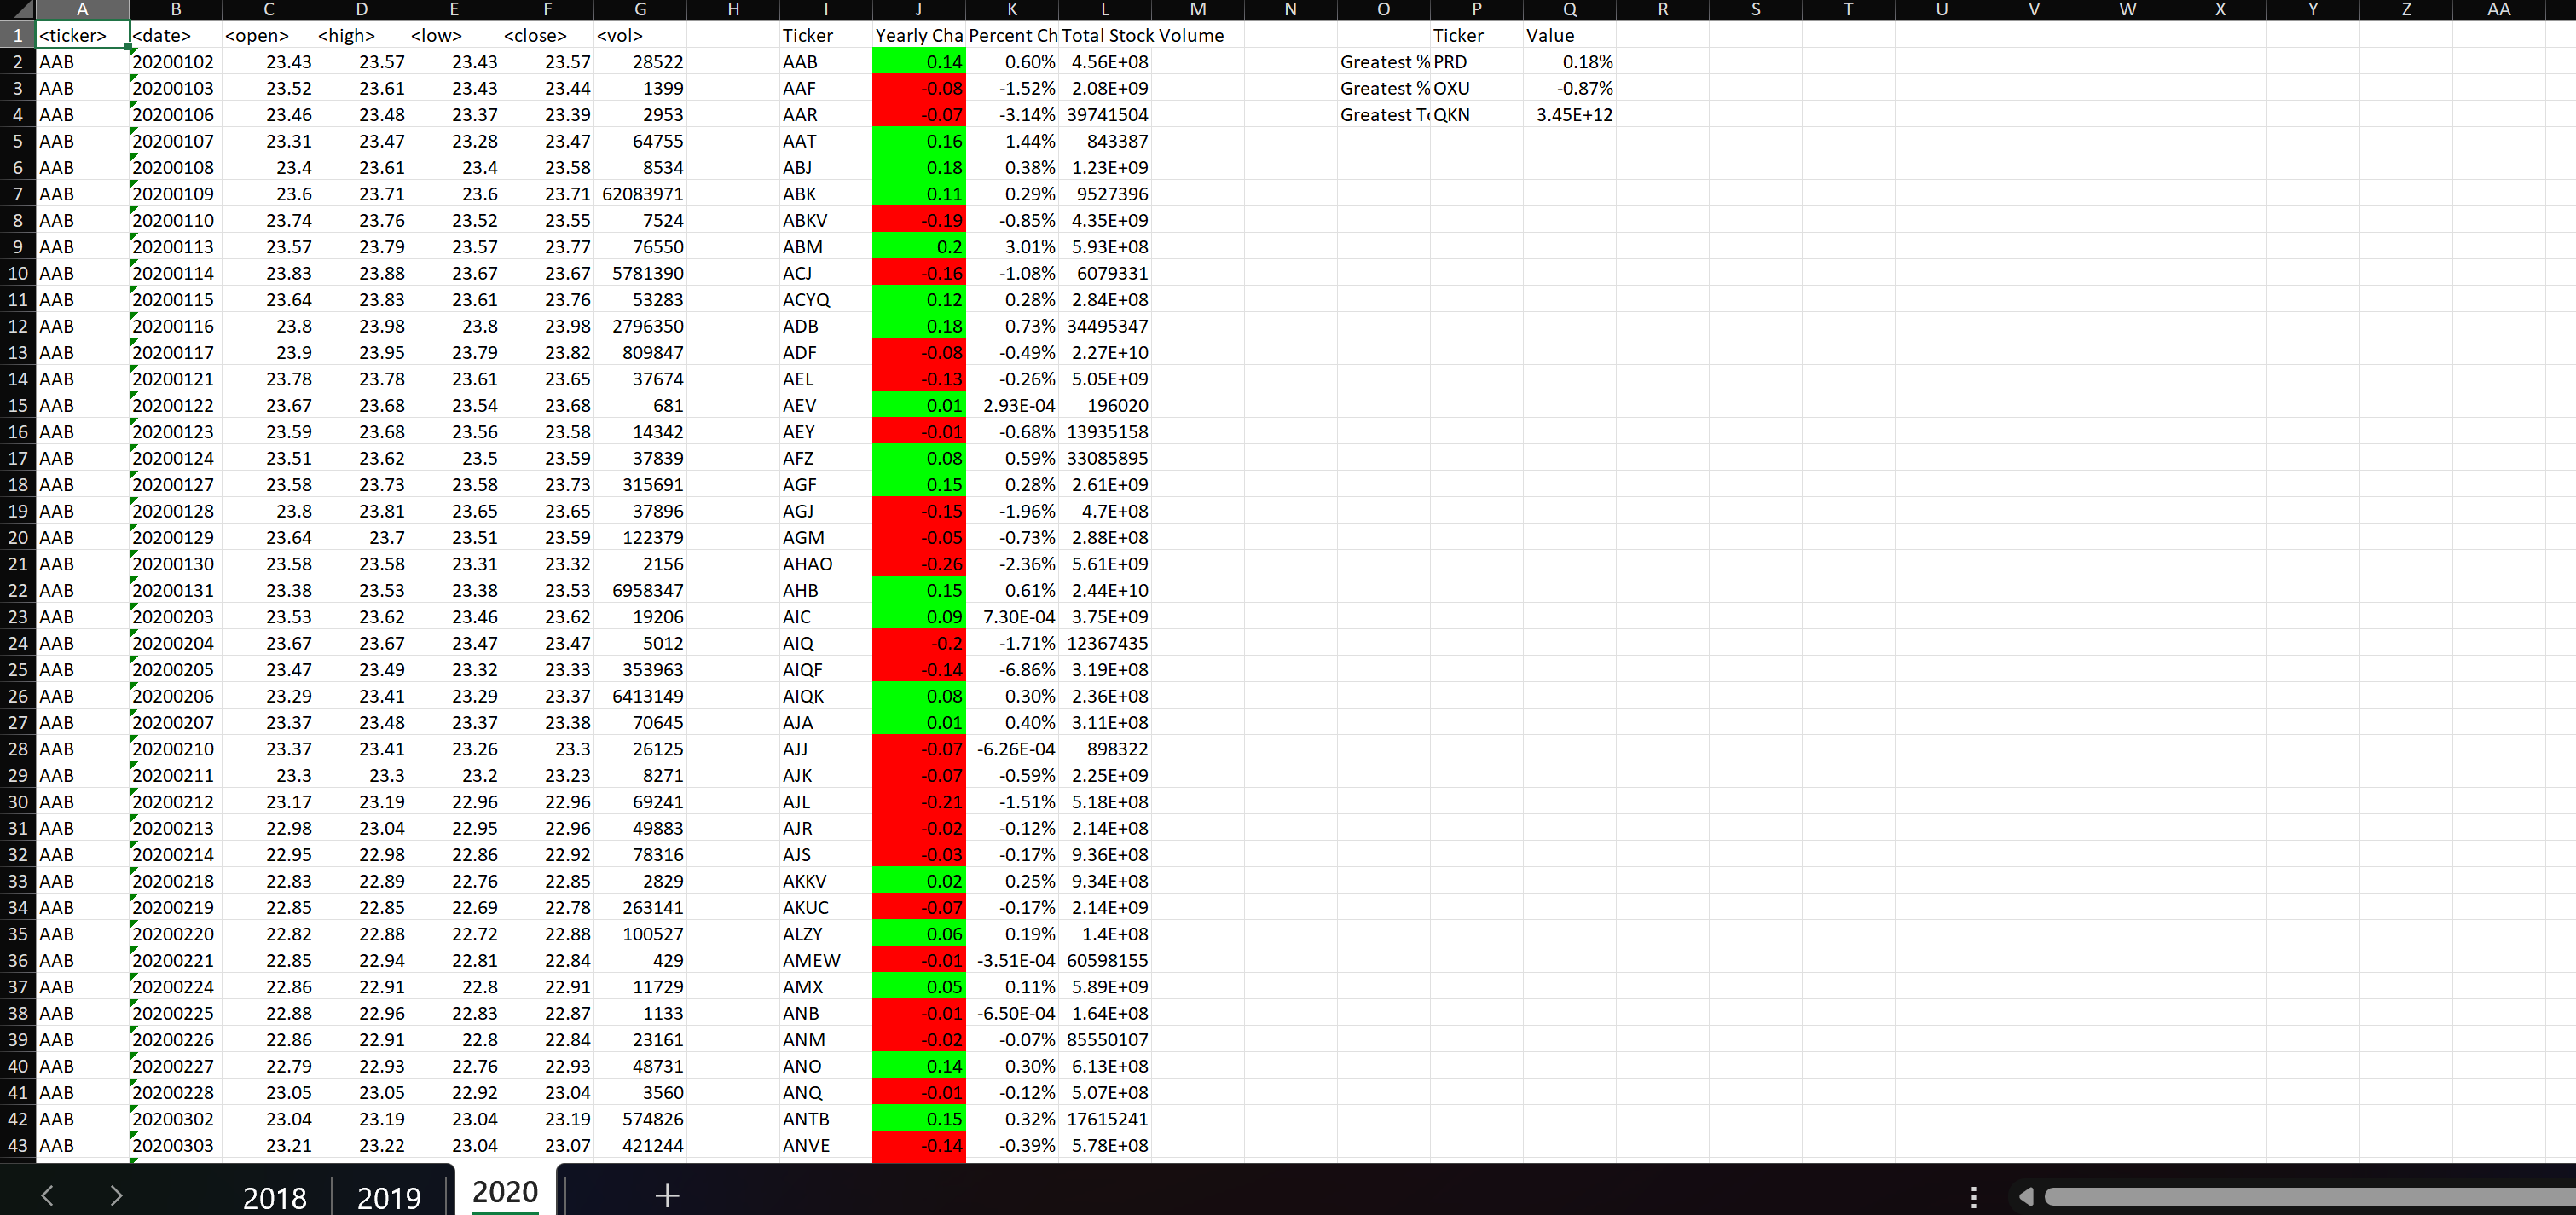 A B C D E F G H I J K L M N O P Q R S T U V W X Y Z AA
1 <ticker> <date> <open> <high> <low> <close> <vol> Ticker Yearly Cha Percent Ch Total Stock Volume Ticker Value
2 AAB 20200102 23.43 23.57 23.43 23.57 28522 AAB 0.14 0.60% 4.56E+08 Greatest % PRD 0.18%
3 AAB 20200103 23.52 23.61 23.43 23.44 1399 AAF -0.08 -1.52% 2.08E+09 Greatest % OXU -0.87%
4 AAB 20200106 23.46 23.48 23.37 23.39 2953 AAR -0.07 -3.14% 39741504 Greatest To QKN 3.45E+12
5 AAB 20200107 23.31 23.47 23.28 23.47 64755 AAT 0.16 1.44% 843387
6 AAB 20200108 23.4 23.61 23.4 23.58 8534 ABJ 0.18 0.38% 1.23E+09
7 AAB 20200109 23.6 23.71 23.6 23.71 62083971 ABK 0.11 0.29% 9527396
8 AAB 20200110 23.74 23.76 23.52 23.55 7524 ABKV -0.19 -0.85% 4.35E+09
9 AAB 20200113 23.57 23.79 23.57 23.77 76550 ABM 0.2 3.01% 5.93E+08
10 AAB 20200114 23.83 23.88 23.67 23.67 5781390 ACJ -0.16 -1.08% 6079331
11 AAB 20200115 23.64 23.83 23.61 23.76 53283 ACYQ 0.12 0.28% 2.84E+08
12 AAB 20200116 23.8 23.98 23.8 23.98 2796350 ADB 0.18 0.73% 34495347
13 AAB 20200117 23.9 23.95 23.79 23.82 809847 ADF -0.08 -0.49% 2.27E+10
14 AAB 20200121 23.78 23.78 23.61 23.65 37674 AEL -0.13 -0.26% 5.05E+09
15 AAB 20200122 23.67 23.68 23.54 23.68 681 AEV 0.01 2.93E-04 196020
16 AAB 20200123 23.59 23.68 23.56 23.58 14342 AEY -0.01 -0.68% 13935158
17 AAB 20200124 23.51 23.62 23.5 23.59 37839 AFZ 0.08 0.59% 33085895
18 AAB 20200127 23.58 23.73 23.58 23.73 315691 AGF 0.15 0.28% 2.61E+09
19 AAB 20200128 23.8 23.81 23.65 23.65 37896 AGJ -0.15 -1.96% 4.7E+08
20 AAB 20200129 23.64 23.7 23.51 23.59 122379 AGM -0.05 -0.73% 2.88E+08
21 AAB 20200130 23.58 23.58 23.31 23.32 2156 AHAO -0.26 -2.36% 5.61E+09
22 AAB 20200131 23.38 23.53 23.38 23.53 6958347 AHB 0.15 0.61% 2.44E+10
23 AAB 20200203 23.53 23.62 23.46 23.62 19206 AIC 0.09 7.30E-04 3.75E+09
24 AAB 20200204 23.67 23.67 23.47 23.47 5012 AIQ -0.2 -1.71% 12367435
25 AAB 20200205 23.47 23.49 23.32 23.33 353963 AIQF -0.14 -6.86% 3.19E+08
26 AAB 20200206 23.29 23.41 23.29 23.37 6413149 AIQK 0.08 0.30% 2.36E+08
27 AAB 20200207 23.37 23.48 23.37 23.38 70645 AJA 0.01 0.40% 3.11E+08
28 AAB 20200210 23.37 23.41 23.26 23.3 26125 AJJ -0.07 -6.26E-04 898322
29 AAB 20200211 23.3 23.3 23.2 23.23 8271 AJK -0.07 -0.59% 2.25E+09
30 AAB 20200212 23.17 23.19 22.96 22.96 69241 AJL -0.21 -1.51% 5.18E+08
31 AAB 20200213 22.98 23.04 22.95 22.96 49883 AJR -0.02 -0.12% 2.14E+08
32 AAB 20200214 22.95 22.98 22.86 22.92 78316 AJS -0.03 -0.17% 9.36E+08
33 AAB 20200218 22.83 22.89 22.76 22.85 2829 AKKV 0.02 0.25% 9.34E+08
34 AAB 20200219 22.85 22.85 22.69 22.78 263141 AKUC -0.07 -0.17% 2.14E+09
35 AAB 20200220 22.82 22.88 22.72 22.88 100527 ALZY 0.06 0.19% 1.4E+08
36 AAB 20200221 22.85 22.94 22.81 22.84 429 AMEW -0.01 -3.51E-04 60598155
37 AAB 20200224 22.86 22.91 22.8 22.91 11729 AMX 0.05 0.11% 5.89E+09
38 AAB 20200225 22.88 22.96 22.83 22.87 1133 ANB -0.01 -6.50E-04 1.64E+08
39 AAB 20200226 22.86 22.91 22.8 22.84 23161 ANM -0.02 -0.07% 85550107
40 AAB 20200227 22.79 22.93 22.76 22.93 48731 ANO 0.14 0.30% 6.13E+08
41 AAB 20200228 23.05 23.05 22.92 23.04 3560 ANQ -0.01 -0.12% 5.07E+08
42 AAB 20200302 23.04 23.19 23.04 23.19 574826 ANTB 0.15 0.32% 17615241
43 AAB 20200303 23.21 23.22 23.04 23.07 421244 ANVE -0.14 -0.39% 5.78E+08
2018 2019 2020